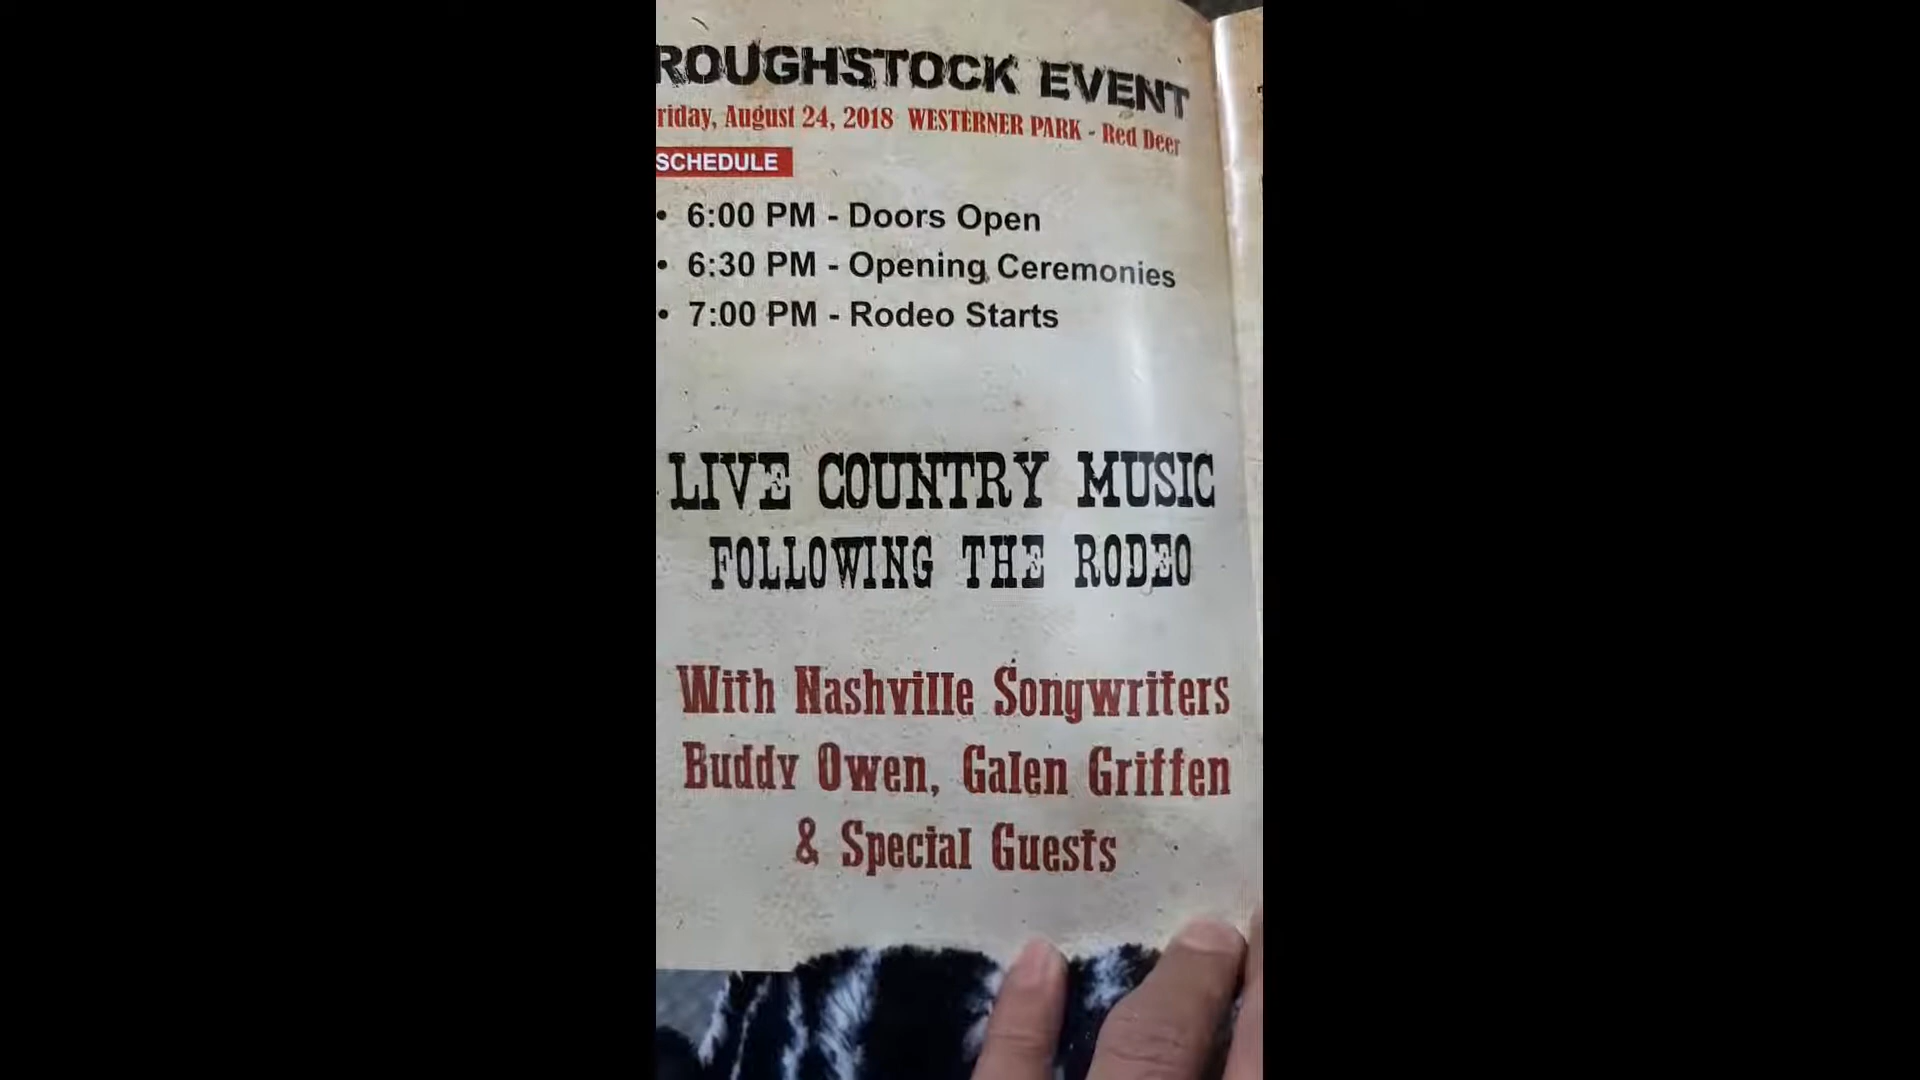 ROUGHSTOCK EVENT
riday, August 24, 2018 WESTERNER PARK - Red Deer
SCHEDULE
• 6:00 PM - Doors Open
• 6:30 PM - Opening Ceremonies
• 7:00 PM - Rodeo Starts
LIVE COUNTRY MUSIC
FOLLOWING THE RODEO
With Nashville Songwriters
Buddy Owen, Galen Griffen
& Special Guests